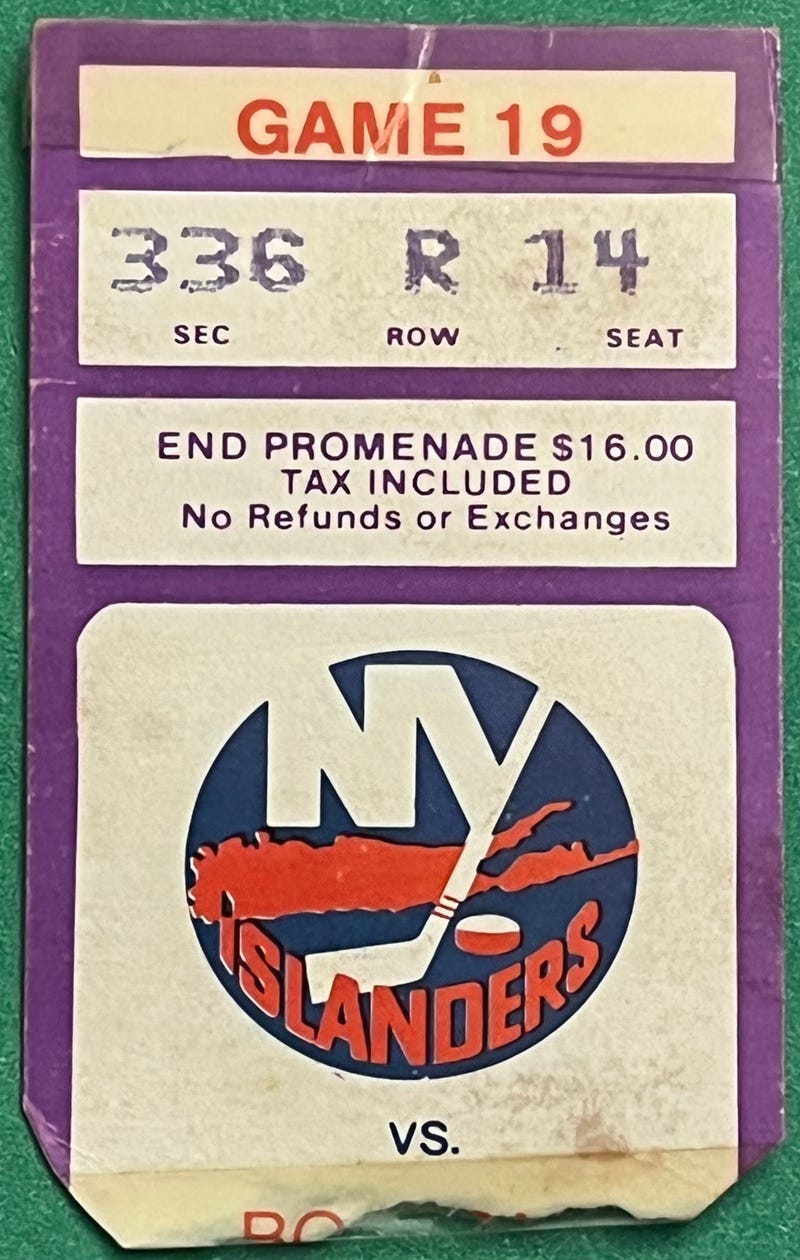 GAME 19
336 R 14
SEC ROW SEAT
END PROMENADE $16.00
TAX INCLUDED
No Refunds or Exchanges
NY
ISLANDERS
VS.